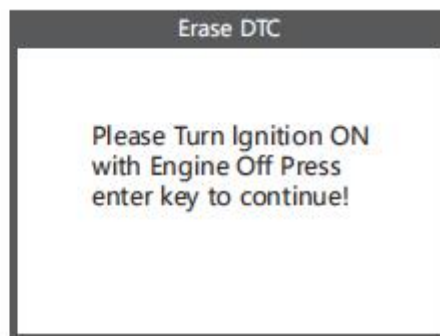 Erase DTC
Please Turn Ignition ON
with Engine Off Press
enter key to continue!